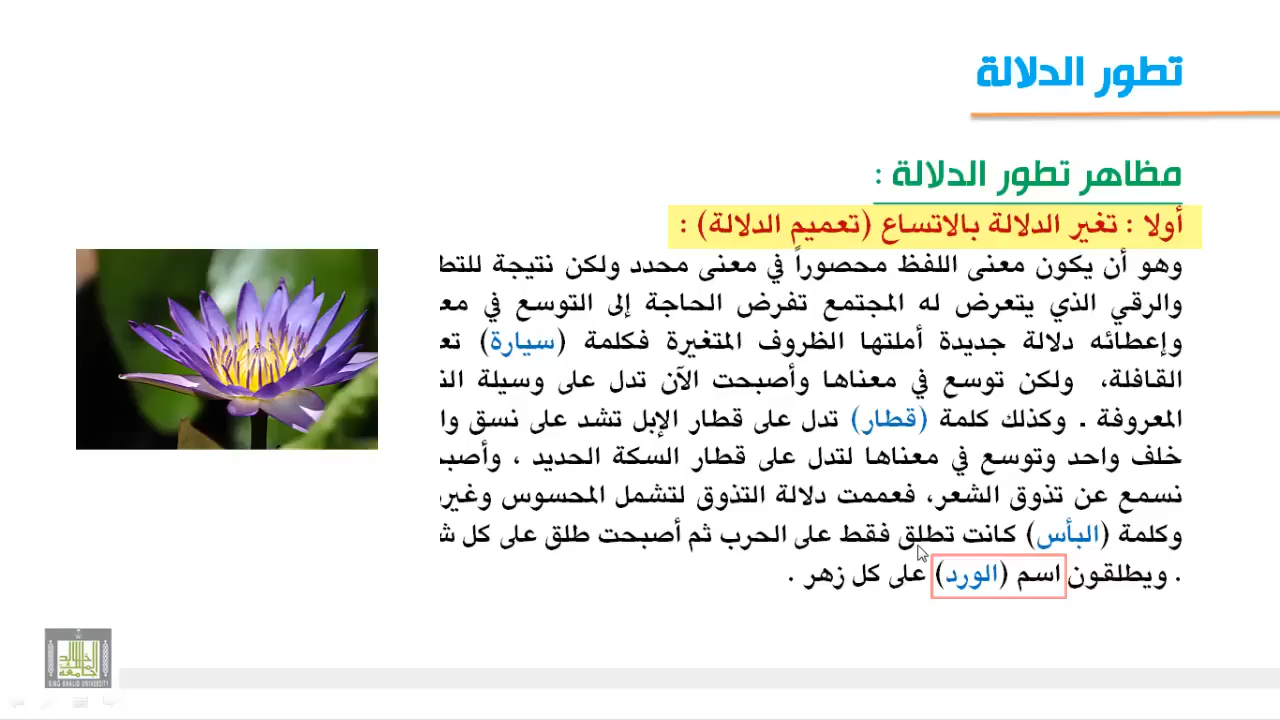 تطور الدلالة
مظاهر تطور الدلالة :
أولا : تغير الدلالة بالاتساع (تعميم الدلالة) :
وهو أن يكون معنى اللفظ محصوراً في معنى محدد ولكن نتيجة
والرقي الذي يتعرض له المجتمع تفرض الحاجة إلى التوسع في
وإعطائه دلالة جديدة أملتها الظروف المتغيرة فكلمة (سيارة)
القافلة، ولكن توسع في معناها وأصبحت الآن تدل على وسيلة
المعروفة . وكذلك كلمة (قطار) تدل على قطار الإبل تشد على نسق
خلف واحد وتوسع في معناها لتدل على قطار السكة الحديد ،
نسمع عن تذوق الشعر، فعممت دلالة التذوق لتشمل المحسوس
وكلمة (البأس) كانت تطلق فقط على الحرب ثم أصبحت طلق على كل
. ويطلقون اسم (الورد) على كل زهر .
KING KHALID UNIVERSITY